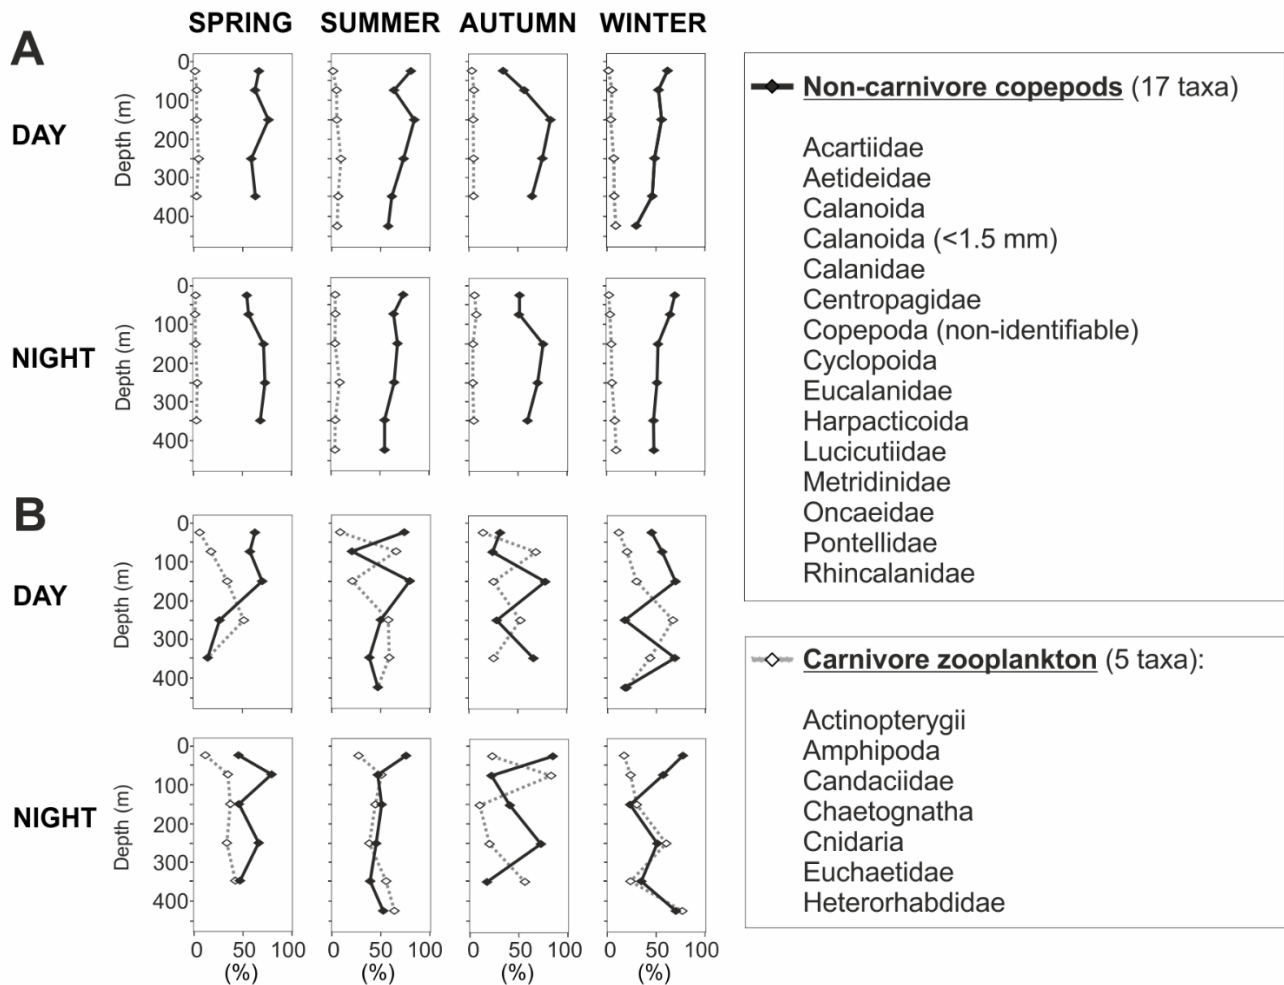 SPRING SUMMER AUTUMN WINTER
A
DAY
Depth (m)
0
100
200
300
400
NIGHT
Depth (m)
0
100
200
300
400
B
DAY
Depth (m)
0
100
200
300
400
NIGHT
Depth (m)
0
100
200
300
400
0 50 100 0 50 100 0 50 100 0 50 100
(%) (%) (%) (%)
Non-carnivore copepods (17 taxa)
Acartiidae
Aetideidae
Calanoida
Calanoida (<1.5 mm)
Calanidae
Centropagidae
Copepoda (non-identifiable)
Cyclopoida
Eucalanidae
Harpacticoida
Lucicutiidae
Metridinidae
Oncaeidae
Pontellidae
Rhincalanidae
Carnivore zooplankton (5 taxa):
Actinopterygii
Amphipoda
Candaciidae
Chaetognatha
Cnidaria
Euchaetidae
Heterorhabdidae